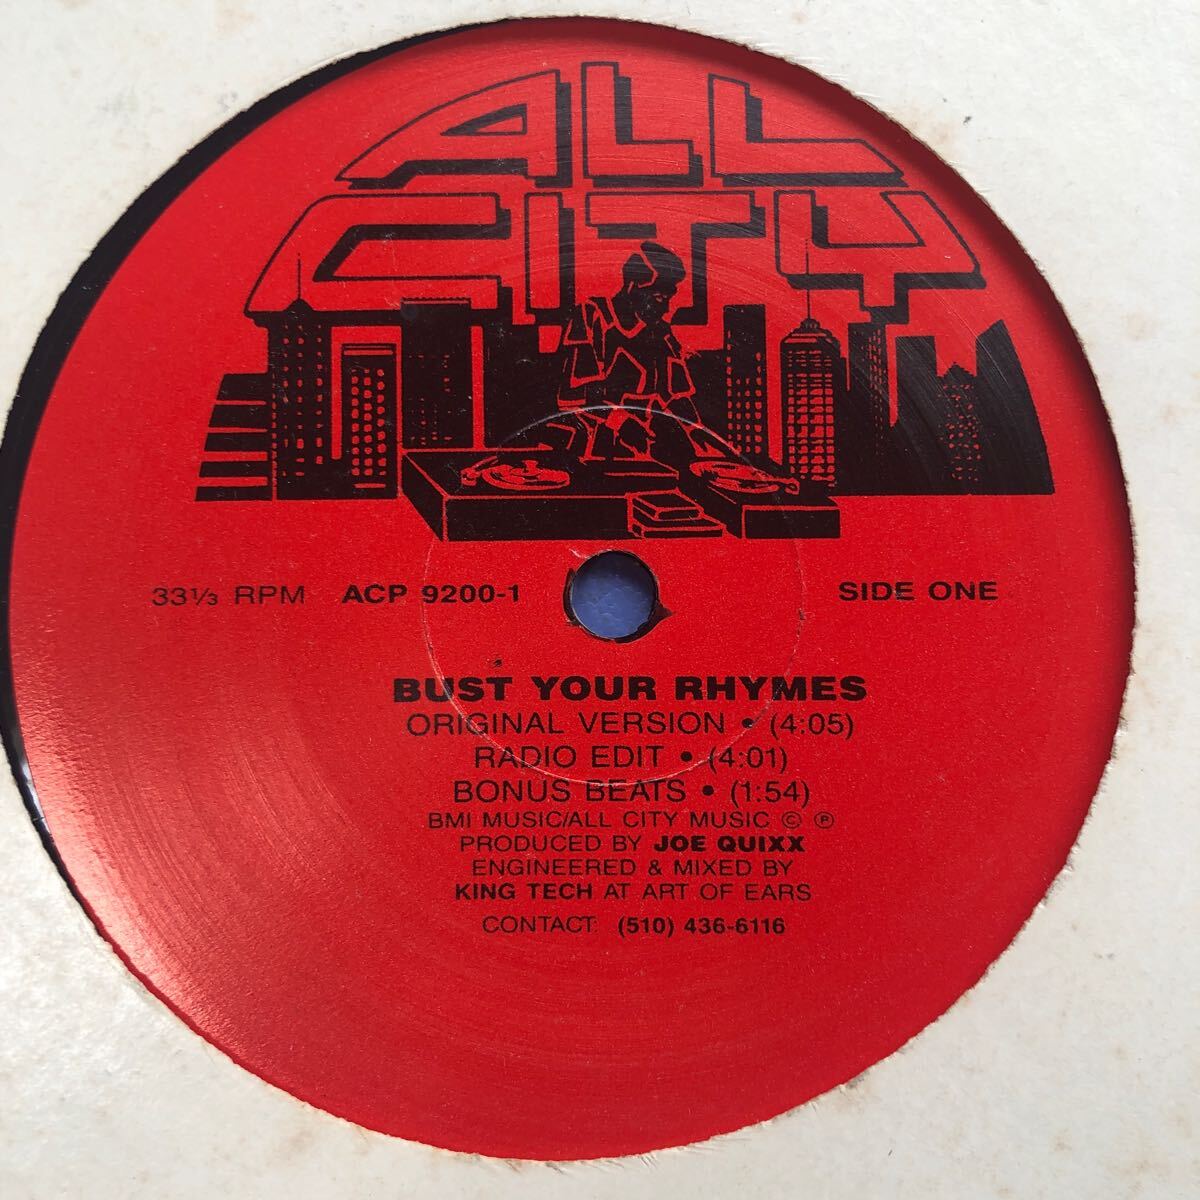 ALL
CITY
33⅓ RPM ACP 9200-1 SIDE ONE
BUST YOUR RHYMES
ORIGINAL VERSION • (4:05)
RADIO EDIT • (4:01)
BONUS BEATS • (1:54)
BMI MUSIC/ALL CITY MUSIC © ℗
PRODUCED BY JOE QUIXX
ENGINEERED & MIXED BY
KING TECH AT ART OF EARS
CONTACT (510) 436-6116